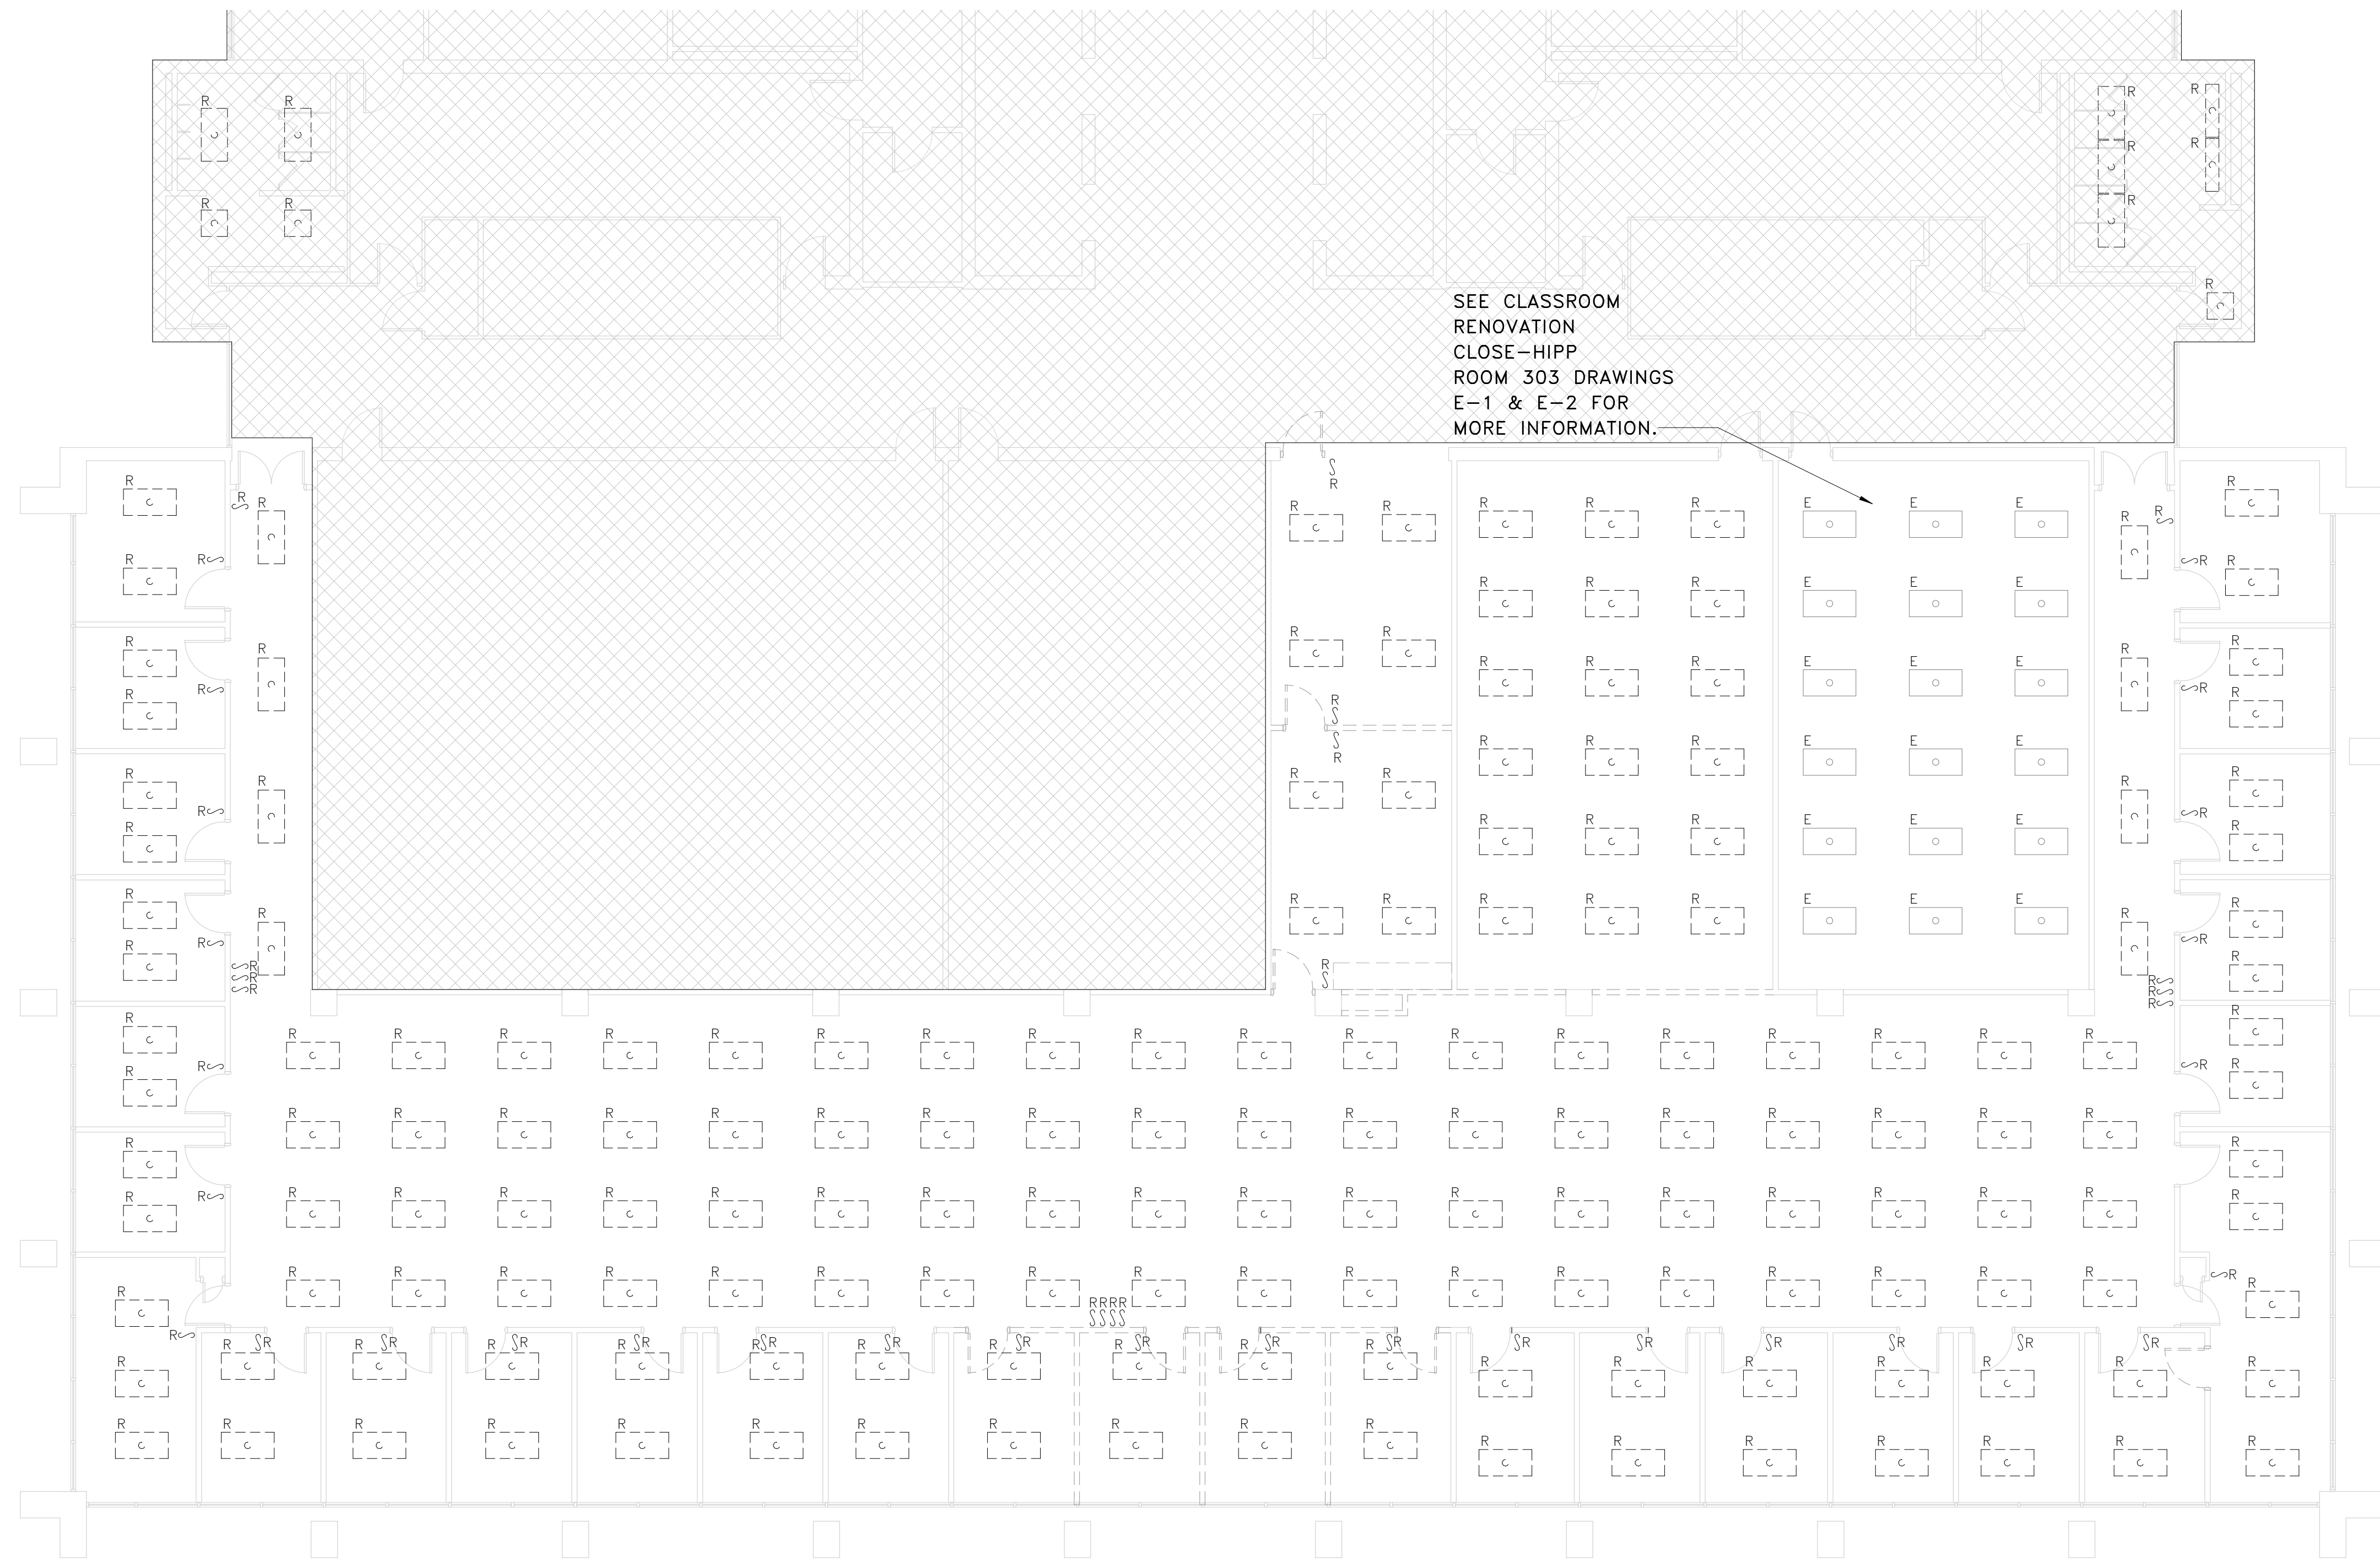 R R R R
R R
R R R
R
SEE CLASSROOM
RENOVATION
CLOSE-HIPP
ROOM 303 DRAWINGS
E-1 & E-2 FOR
MORE INFORMATION.
R R R R R
R R R R R R E E E R R
R R R R R R E E E R
R R R R R R E E E R R
R R R R R R
R R R R R R E E E R R
R R R R R R
R R R R R R E E E R R
R R R R R R
R R R R R R R R E E E R R
R R R R R R
R R R
R R
R R
R R R R R R R R R R R R R R R R R R R R
R R R R
R R R R R R R R R R R R R R R R R R
R R
R R R R R R R R R R R R R R R R R R R R
R
R R R R R R R R R R R R R R R R R R R
R R R R R
R R R R R R R R R R R R R R R R R
R R R R R R R R R R R
R R R R R R R R
R R R R R R R R R R R
R R R R R R R